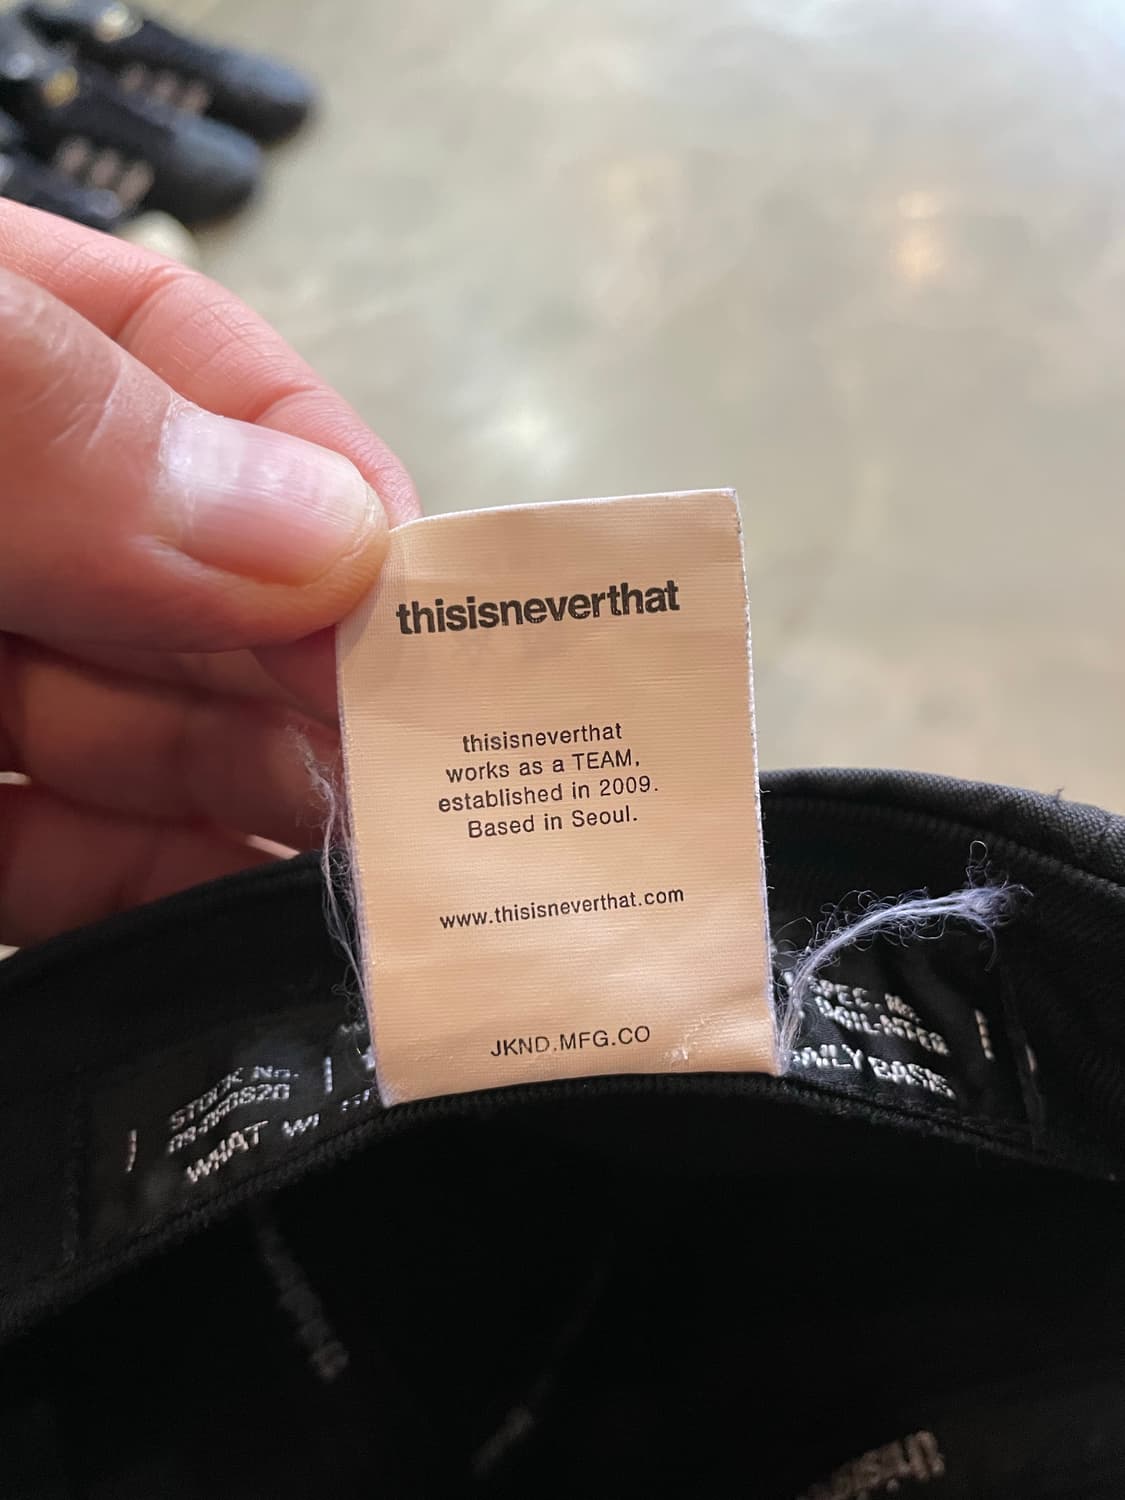 thisisneverthat
thisisneverthat
works as a TEAM,
established in 2009.
Based in Seoul.
www.thisisneverthat.com
JKND.MFG.CO
STOCK No.
WHAT
SPEC. No.
BASIS